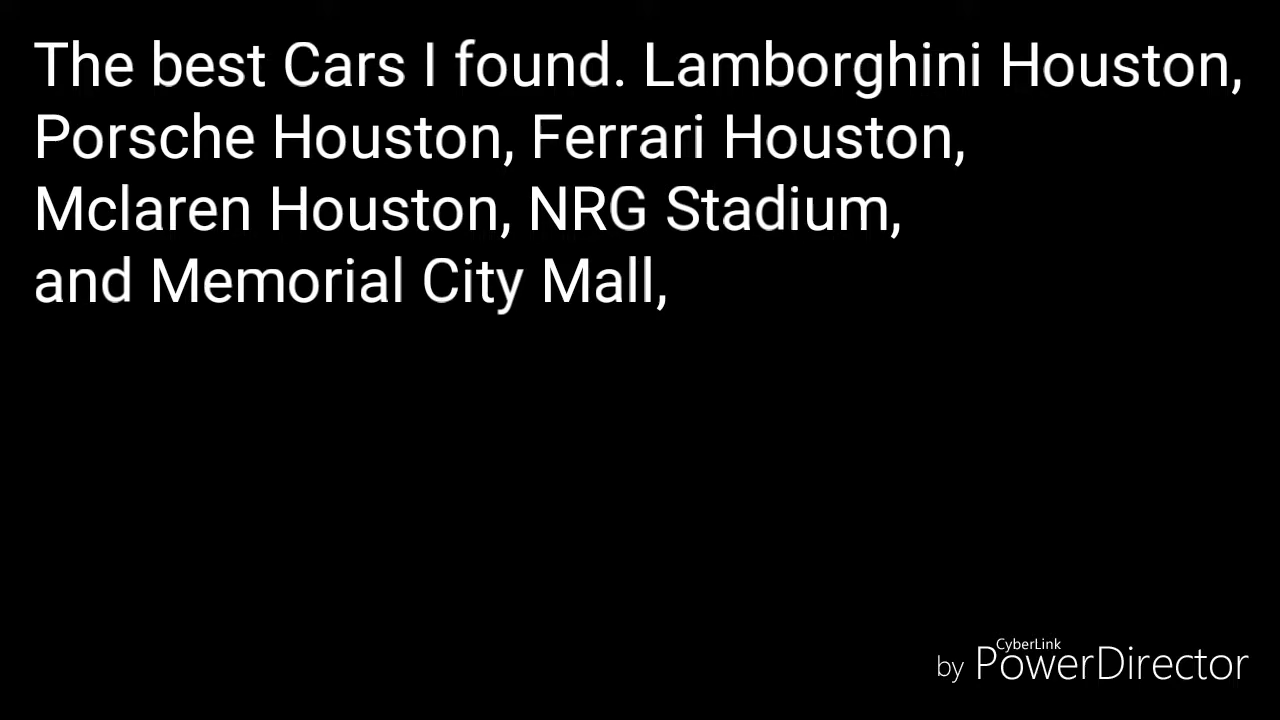 The best Cars I found. Lamborghini Houston,
Porsche Houston, Ferrari Houston,
Mclaren Houston, NRG Stadium,
and Memorial City Mall,
CyberLink
by PowerDirector